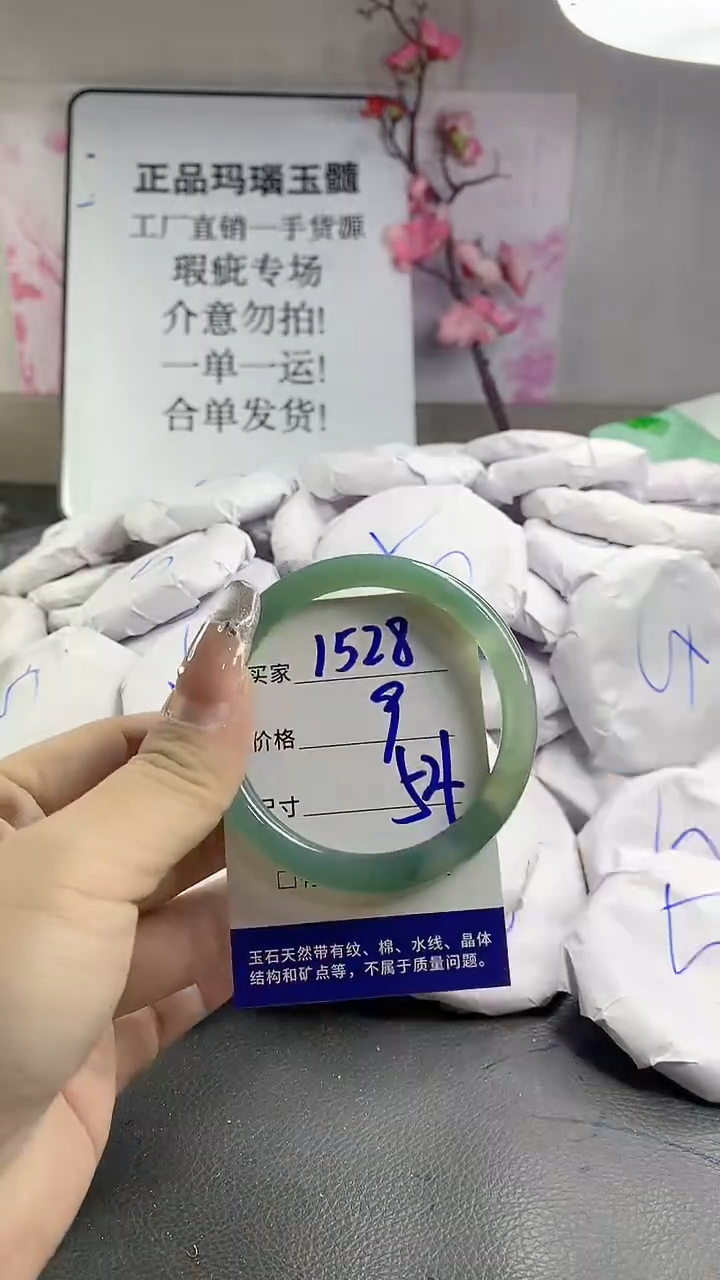 正品玛瑙玉髓
工厂直销一手货源
瑕疵专场
介意勿拍!
一单一运!
合单发货!
买家 1528
价格 9
尺寸 54
玉石天然带有纹、棉、水线、晶体
结构和矿点等，不属于质量问题。